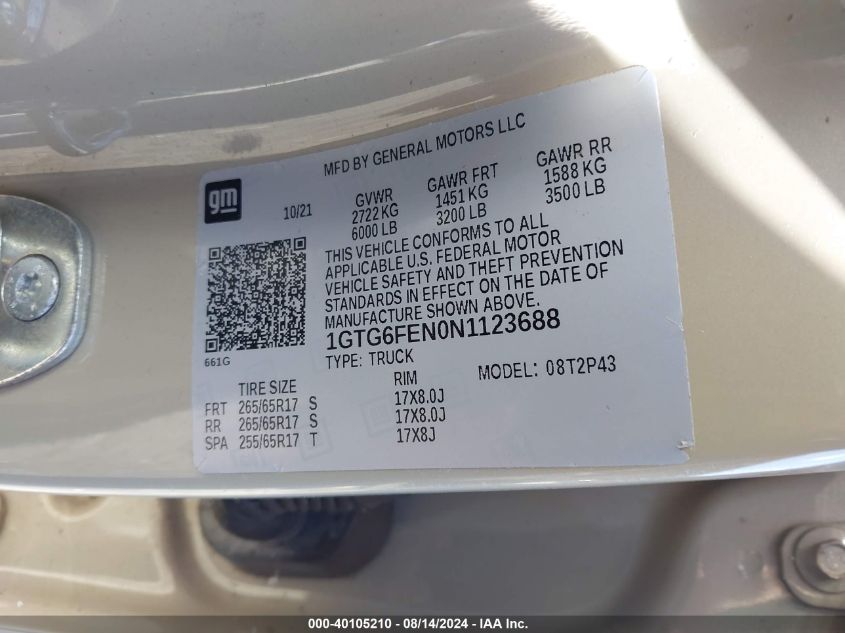 MFD BY GENERAL MOTORS LLC
gm
10/21
GVWR GAWR FRT GAWR RR
2722 KG 1451 KG 1588 KG
6000 LB 3200 LB 3500 LB
THIS VEHICLE CONFORMS TO ALL
APPLICABLE U.S. FEDERAL MOTOR
VEHICLE SAFETY AND THEFT PREVENTION
STANDARDS IN EFFECT ON THE DATE OF
MANUFACTURE SHOWN ABOVE.
1GTG6FEN0N1123688
661G
TYPE: TRUCK MODEL: 08T2P43
TIRE SIZE RIM
FRT 265/65R17 S 17X8.0J
RR 265/65R17 S 17X8.0J
SPA 255/65R17 T 17X8J
000-40105210 - 08/14/2024 - IAA Inc.